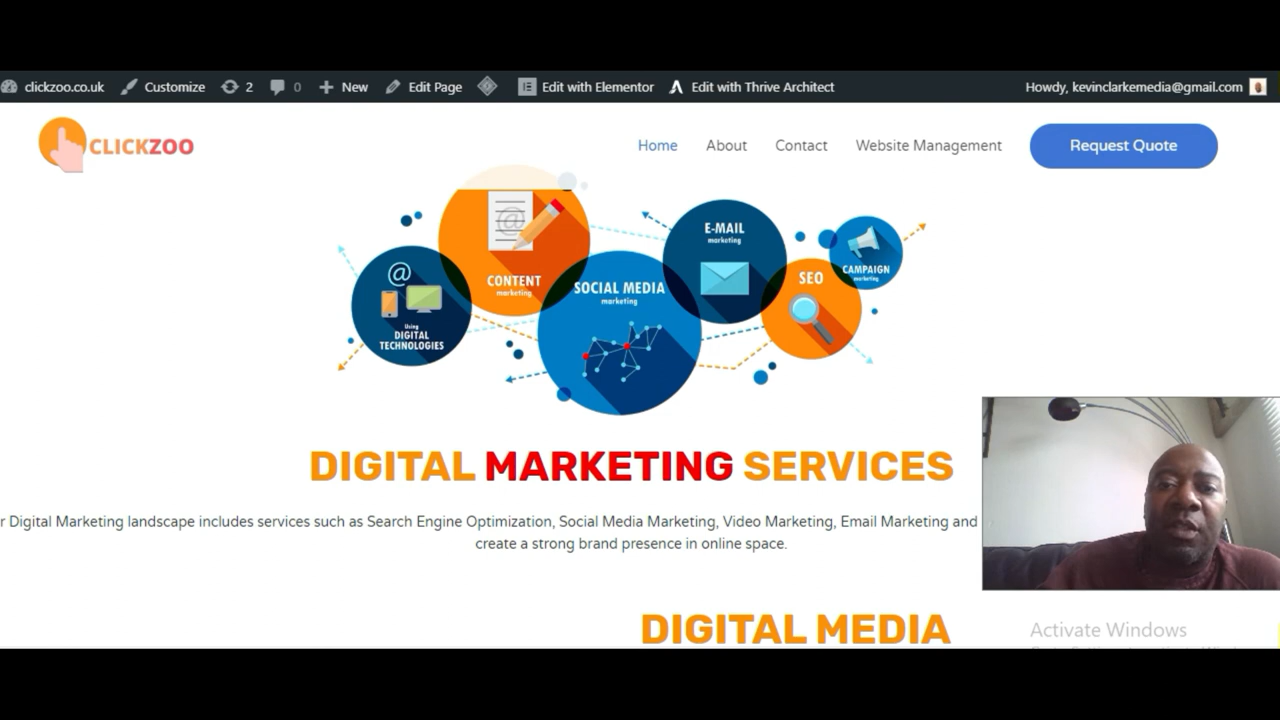 clickzoo.co.uk Customize 2 0 New Edit Page Edit with Elementor Edit with Thrive Architect Howdy, kevinclarkemedia@gmail.com
CLICKZOO Home About Contact Website Management Request Quote
@
CONTENT
marketing
E-MAIL
marketing
CAMPAIGN
marketing
@
Using
DIGITAL
TECHNOLOGIES
SOCIAL MEDIA
marketing
SEO
DIGITAL MARKETING SERVICES
r Digital Marketing landscape includes services such as Search Engine Optimization, Social Media Marketing, Video Marketing, Email Marketing and
create a strong brand presence in online space.
DIGITAL MEDIA
Activate Windows